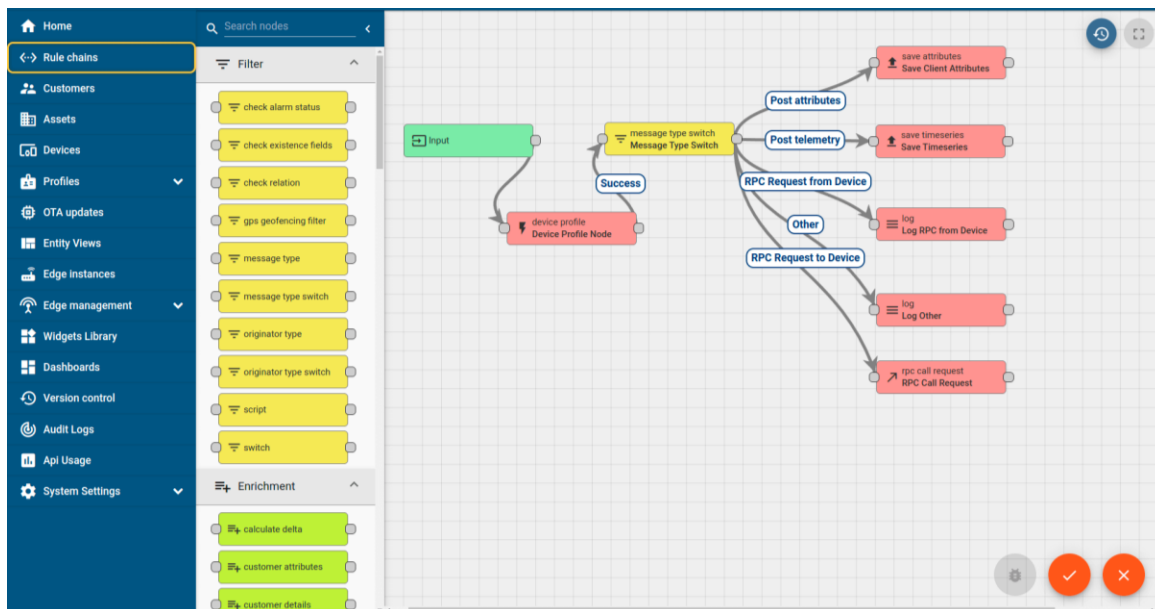 Home
Rule chains
Customers
Assets
Devices
Profiles
OTA updates
Entity Views
Edge instances
Edge management
Widgets Library
Dashboards
Version control
Audit Logs
Api Usage
System Settings
Search nodes
Filter
check alarm status
check existence fields
check relation
gps geofencing filter
message type
message type switch
originator type
originator type switch
script
switch
Enrichment
calculate delta
customer attributes
customer details
Input
device profile
Device Profile Node
Success
message type switch
Message Type Switch
Post attributes
Post telemetry
RPC Request from Device
Other
RPC Request to Device
save attributes
Save Client Attributes
save timeseries
Save Timeseries
log
Log RPC from Device
log
Log Other
rpc call request
RPC Call Request